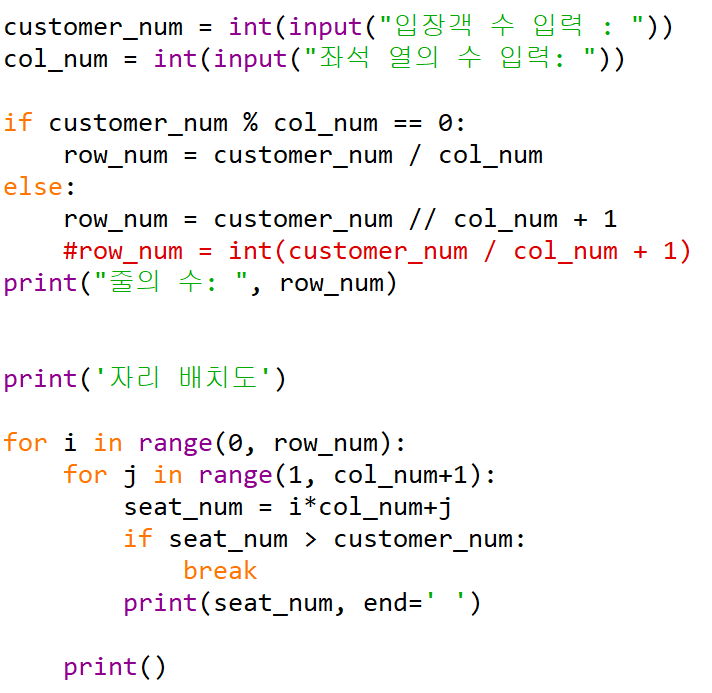 customer_num = int(input("입장객 수 입력 : "))
col_num = int(input("좌석 열의 수 입력: "))
if customer_num % col_num == 0:
    row_num = customer_num / col_num
else:
    row_num = customer_num // col_num + 1
    #row_num = int(customer_num / col_num + 1)
print("줄의 수: ", row_num)
print('자리 배치도')
for i in range(0, row_num):
    for j in range(1, col_num+1):
        seat_num = i*col_num+j
        if seat_num > customer_num:
            break
        print(seat_num, end=' ')
    print()